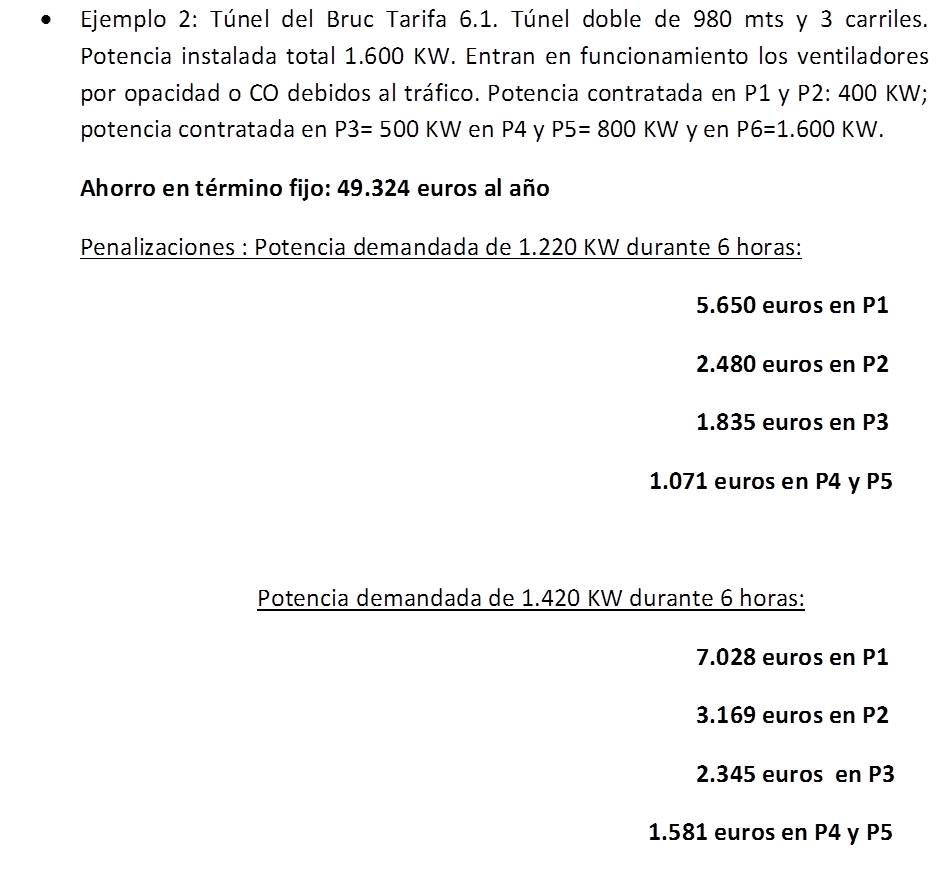 • Ejemplo 2: Túnel del Bruc Tarifa 6.1. Túnel doble de 980 mts y 3 carriles.
Potencia instalada total 1.600 KW. Entran en funcionamiento los ventiladores
por opacidad o CO debidos al tráfico. Potencia contratada en P1 y P2: 400 KW;
potencia contratada en P3= 500 KW en P4 y P5= 800 KW y en P6=1.600 KW.
Ahorro en término fijo: 49.324 euros al año
Penalizaciones : Potencia demandada de 1.220 KW durante 6 horas:
5.650 euros en P1
2.480 euros en P2
1.835 euros en P3
1.071 euros en P4 y P5
Potencia demandada de 1.420 KW durante 6 horas:
7.028 euros en P1
3.169 euros en P2
2.345 euros  en P3
1.581 euros en P4 y P5